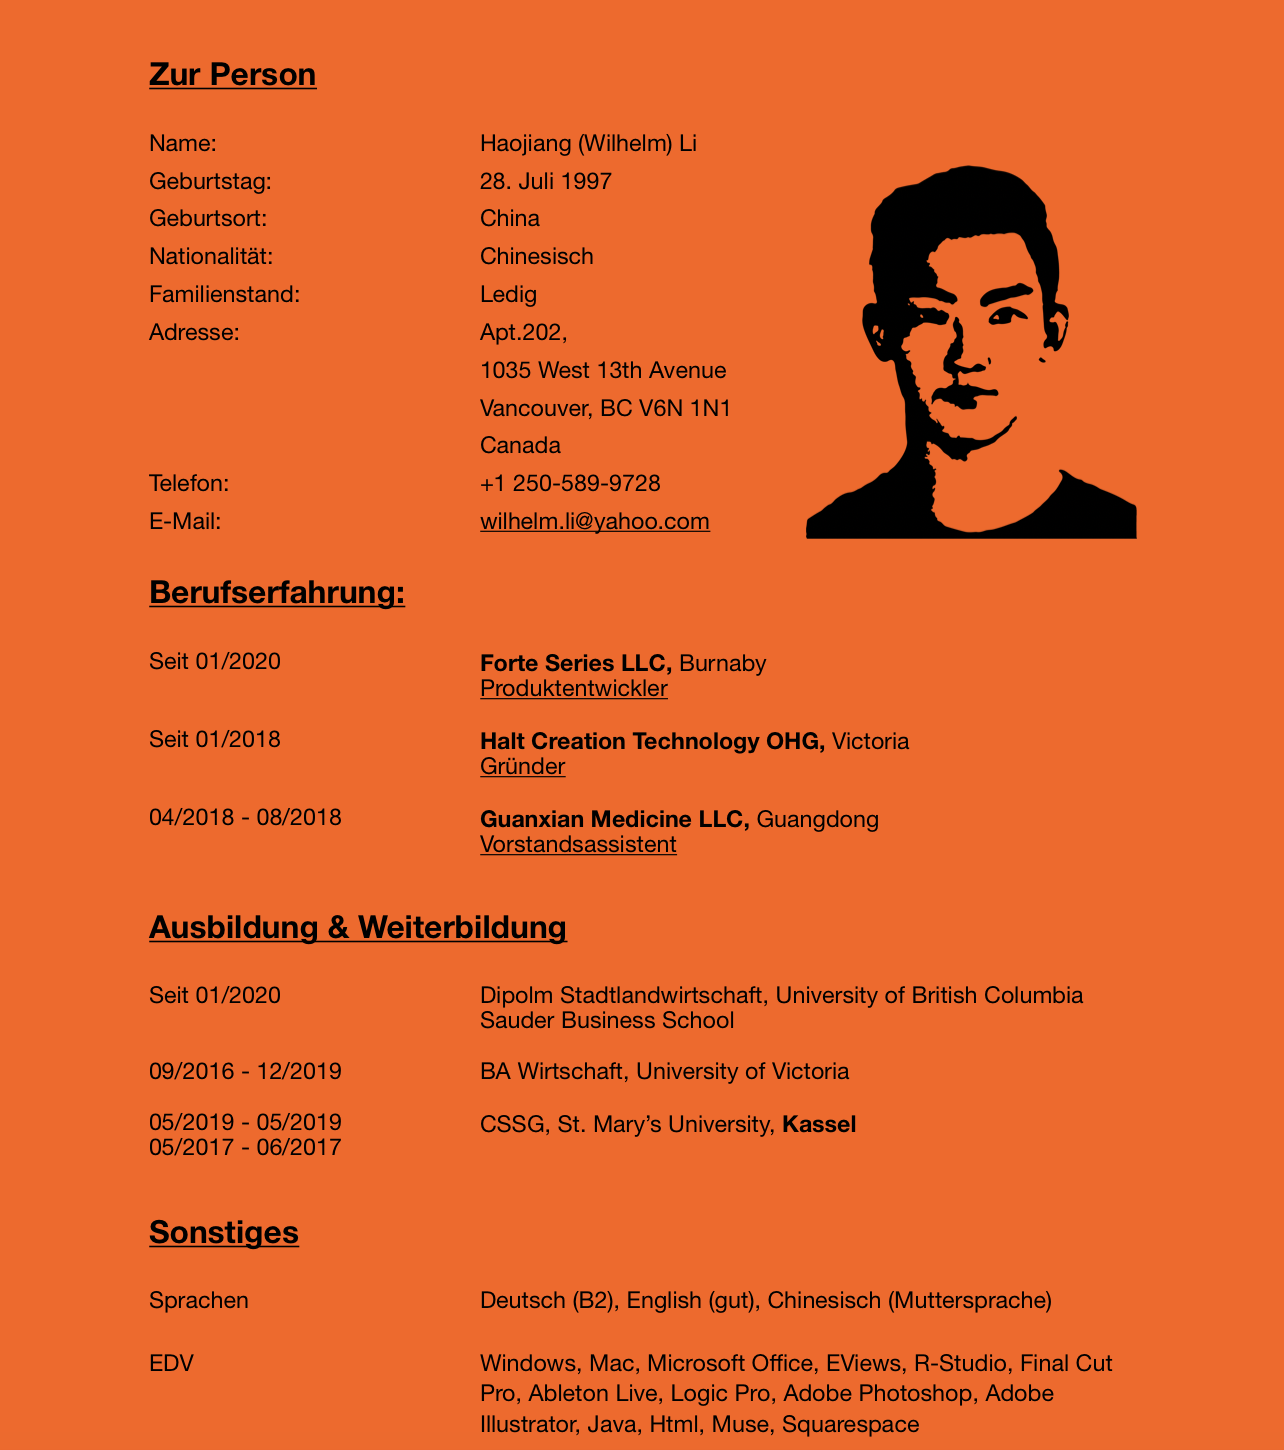 Zur Person
Name: Haojiang (Wilhelm) Li
Geburtstag: 28. Juli 1997
Geburtsort: China
Nationalität: Chinesisch
Familienstand: Ledig
Adresse: Apt.202,
1035 West 13th Avenue
Vancouver, BC V6N 1N1
Canada
Telefon: +1 250-589-9728
E-Mail: wilhelm.li@yahoo.com
Berufserfahrung:
Seit 01/2020 Forte Series LLC, Burnaby
Produktentwickler
Seit 01/2018 Halt Creation Technology OHG, Victoria
Gründer
04/2018 - 08/2018 Guanxian Medicine LLC, Guangdong
Vorstandsassistent
Ausbildung & Weiterbildung
Seit 01/2020 Dipolm Stadtlandwirtschaft, University of British Columbia
Sauder Business School
09/2016 - 12/2019 BA Wirtschaft, University of Victoria
05/2019 - 05/2019 CSSG, St. Mary’s University, Kassel
05/2017 - 06/2017
Sonstiges
Sprachen Deutsch (B2), English (gut), Chinesisch (Muttersprache)
EDV Windows, Mac, Microsoft Office, EViews, R-Studio, Final Cut
Pro, Ableton Live, Logic Pro, Adobe Photoshop, Adobe
Illustrator, Java, Html, Muse, Squarespace